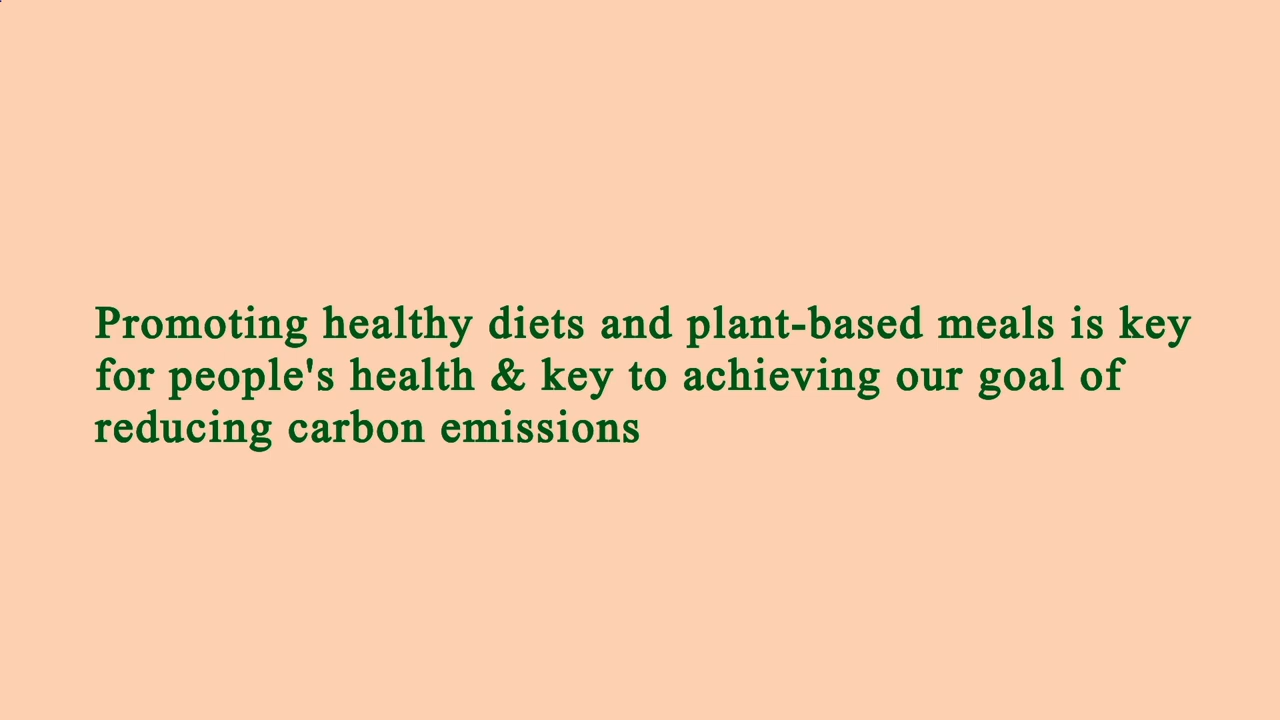 Promoting healthy diets and plant-based meals is key
for people's health & key to achieving our goal of
reducing carbon emissions